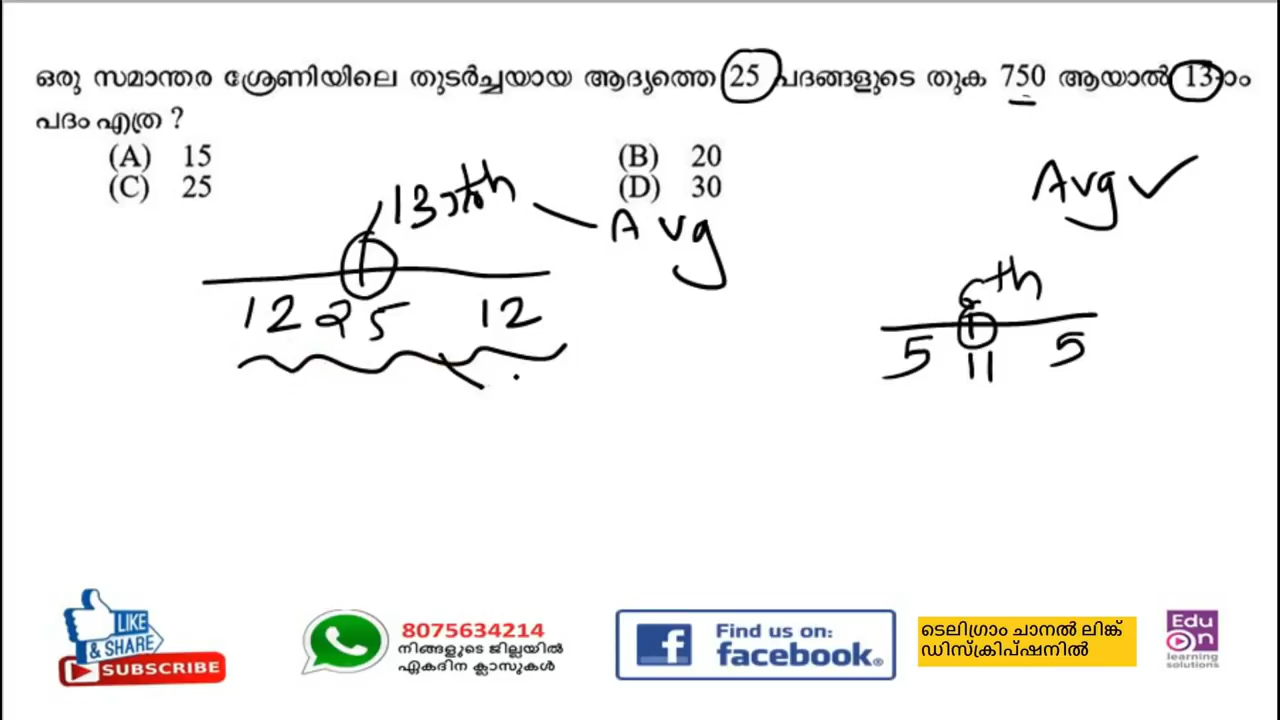 ഒരു സമാന്തര ശ്രേണിയിലെ തുടർച്ചയായ ആദ്യത്തെ 25 പദങ്ങളുടെ തുക 750 ആയാൽ 13-ാം
പദം എത്ര ?
(A) 15
(B) 20
(C) 25
(D) 30
13th
Avg
Avg
12 25 12
6th
5 11 5
LIKE
& SHARE
SUBSCRIBE
8075634214
നിങ്ങളുടെ ജില്ലയിൽ
ഏകദിന ക്ലാസുകൾ
Find us on:
facebook
ടെലിഗ്രാം ചാനൽ ലിങ്ക്
ഡിസ്ക്രിപ്ഷനിൽ
Edu
On
learning
solutions